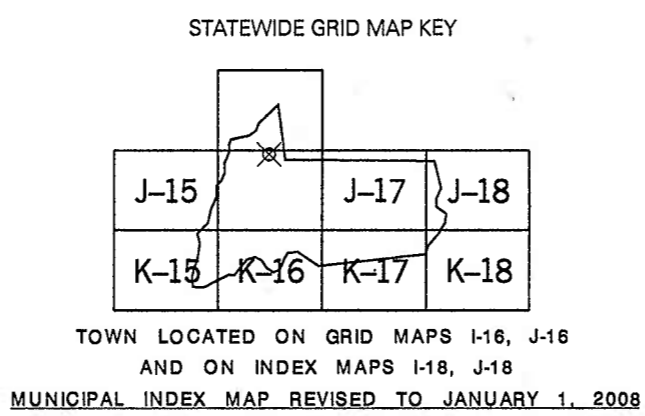 STATEWIDE GRID MAP KEY
J–15 J–17 J–18
K–15 K–16 K–17 K–18
TOWN LOCATED ON GRID MAPS I-16, J-16
AND ON INDEX MAPS I-18, J-18
MUNICIPAL INDEX MAP REVISED TO JANUARY 1, 2008